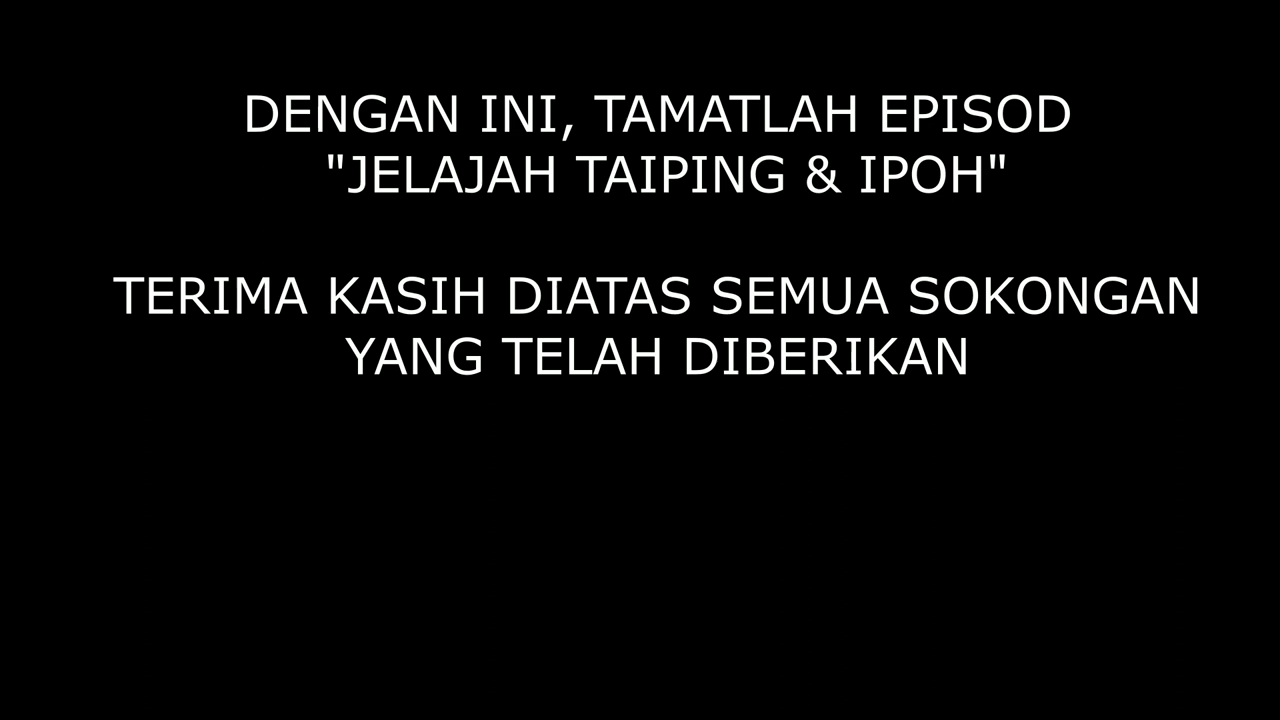 DENGAN INI, TAMATLAH EPISOD
"JELAJAH TAIPING & IPOH"
TERIMA KASIH DIATAS SEMUA SOKONGAN
YANG TELAH DIBERIKAN